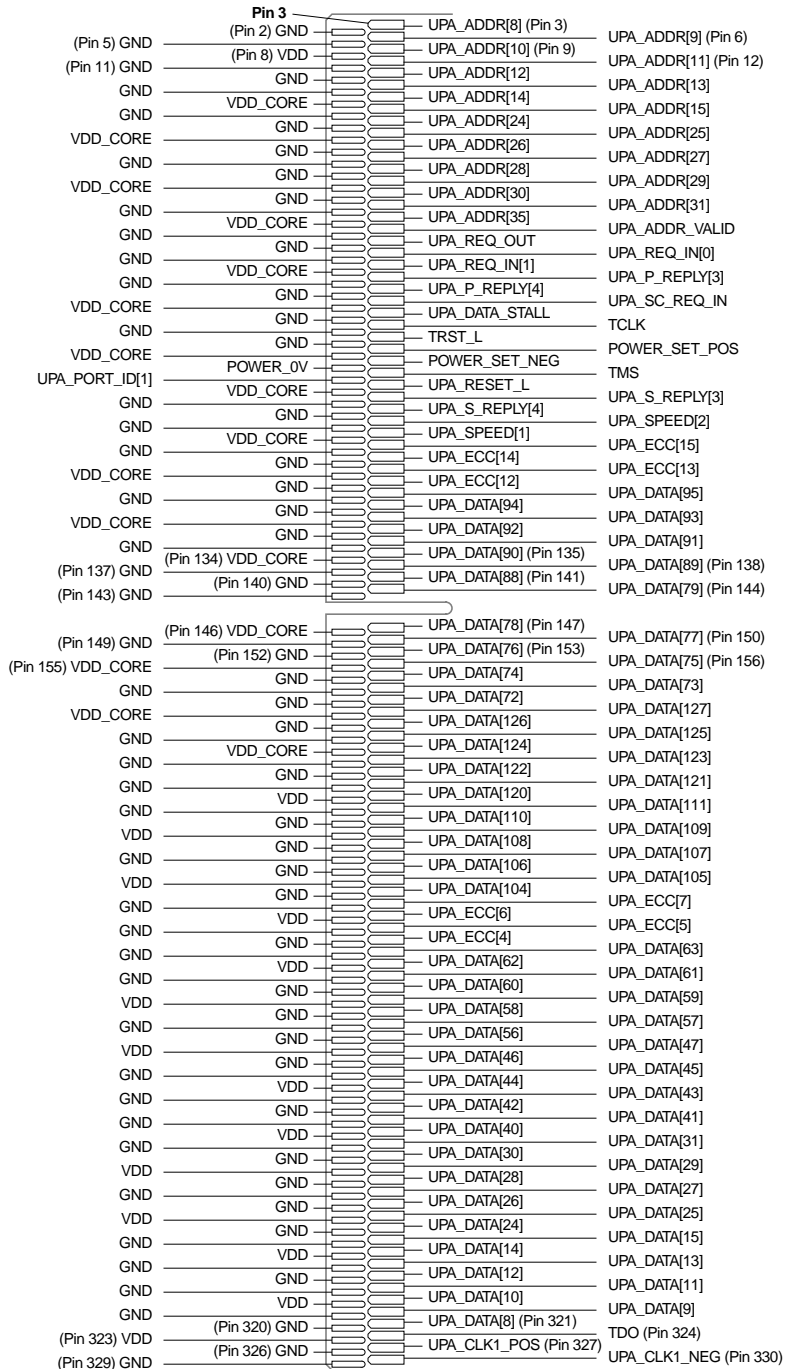 Pin 3
(Pin 2) GND UPA_ADDR[8] (Pin 3)
(Pin 5) GND UPA_ADDR[9] (Pin 6)
(Pin 8) VDD UPA_ADDR[10] (Pin 9)
(Pin 11) GND UPA_ADDR[11] (Pin 12)
GND UPA_ADDR[12]
GND UPA_ADDR[13]
VDD_CORE UPA_ADDR[14]
GND UPA_ADDR[15]
GND UPA_ADDR[24]
VDD_CORE UPA_ADDR[25]
GND UPA_ADDR[26]
GND UPA_ADDR[27]
GND UPA_ADDR[28]
VDD_CORE UPA_ADDR[29]
GND UPA_ADDR[30]
GND UPA_ADDR[31]
VDD_CORE UPA_ADDR[35]
GND UPA_ADDR_VALID
GND UPA_REQ_OUT
GND UPA_REQ_IN[0]
VDD_CORE UPA_REQ_IN[1]
GND UPA_P_REPLY[3]
GND UPA_P_REPLY[4]
VDD_CORE UPA_SC_REQ_IN
GND UPA_DATA_STALL
GND TCLK
GND TRST_L
VDD_CORE POWER_SET_POS
POWER_0V POWER_SET_NEG
UPA_PORT_ID[1] TMS
VDD_CORE UPA_RESET_L
GND UPA_S_REPLY[3]
GND UPA_S_REPLY[4]
GND UPA_SPEED[2]
VDD_CORE UPA_SPEED[1]
GND UPA_ECC[15]
GND UPA_ECC[14]
VDD_CORE UPA_ECC[13]
GND UPA_ECC[12]
GND UPA_DATA[95]
GND UPA_DATA[94]
VDD_CORE UPA_DATA[93]
GND UPA_DATA[92]
GND UPA_DATA[91]
(Pin 134) VDD_CORE UPA_DATA[90] (Pin 135)
(Pin 137) GND UPA_DATA[89] (Pin 138)
(Pin 140) GND UPA_DATA[88] (Pin 141)
(Pin 143) GND UPA_DATA[79] (Pin 144)
(Pin 146) VDD_CORE UPA_DATA[78] (Pin 147)
(Pin 149) GND UPA_DATA[77] (Pin 150)
(Pin 152) GND UPA_DATA[76] (Pin 153)
(Pin 155) VDD_CORE UPA_DATA[75] (Pin 156)
GND UPA_DATA[74]
GND UPA_DATA[73]
GND UPA_DATA[72]
VDD_CORE UPA_DATA[127]
GND UPA_DATA[126]
GND UPA_DATA[125]
VDD_CORE UPA_DATA[124]
GND UPA_DATA[123]
GND UPA_DATA[122]
GND UPA_DATA[121]
VDD UPA_DATA[120]
GND UPA_DATA[111]
GND UPA_DATA[110]
VDD UPA_DATA[109]
GND UPA_DATA[108]
GND UPA_DATA[107]
GND UPA_DATA[106]
VDD UPA_DATA[105]
GND UPA_DATA[104]
GND UPA_ECC[7]
VDD UPA_ECC[6]
GND UPA_ECC[5]
GND UPA_ECC[4]
GND UPA_DATA[63]
VDD UPA_DATA[62]
GND UPA_DATA[61]
GND UPA_DATA[60]
VDD UPA_DATA[59]
GND UPA_DATA[58]
GND UPA_DATA[57]
GND UPA_DATA[56]
VDD UPA_DATA[47]
GND UPA_DATA[46]
GND UPA_DATA[45]
VDD UPA_DATA[44]
GND UPA_DATA[43]
GND UPA_DATA[42]
GND UPA_DATA[41]
VDD UPA_DATA[40]
GND UPA_DATA[31]
GND UPA_DATA[30]
VDD UPA_DATA[29]
GND UPA_DATA[28]
GND UPA_DATA[27]
GND UPA_DATA[26]
VDD UPA_DATA[25]
GND UPA_DATA[24]
GND UPA_DATA[15]
VDD UPA_DATA[14]
GND UPA_DATA[13]
GND UPA_DATA[12]
GND UPA_DATA[11]
VDD UPA_DATA[10]
GND UPA_DATA[9]
(Pin 320) GND UPA_DATA[8] (Pin 321)
(Pin 323) VDD TDO (Pin 324)
(Pin 326) GND UPA_CLK1_POS (Pin 327)
(Pin 329) GND UPA_CLK1_NEG (Pin 330)